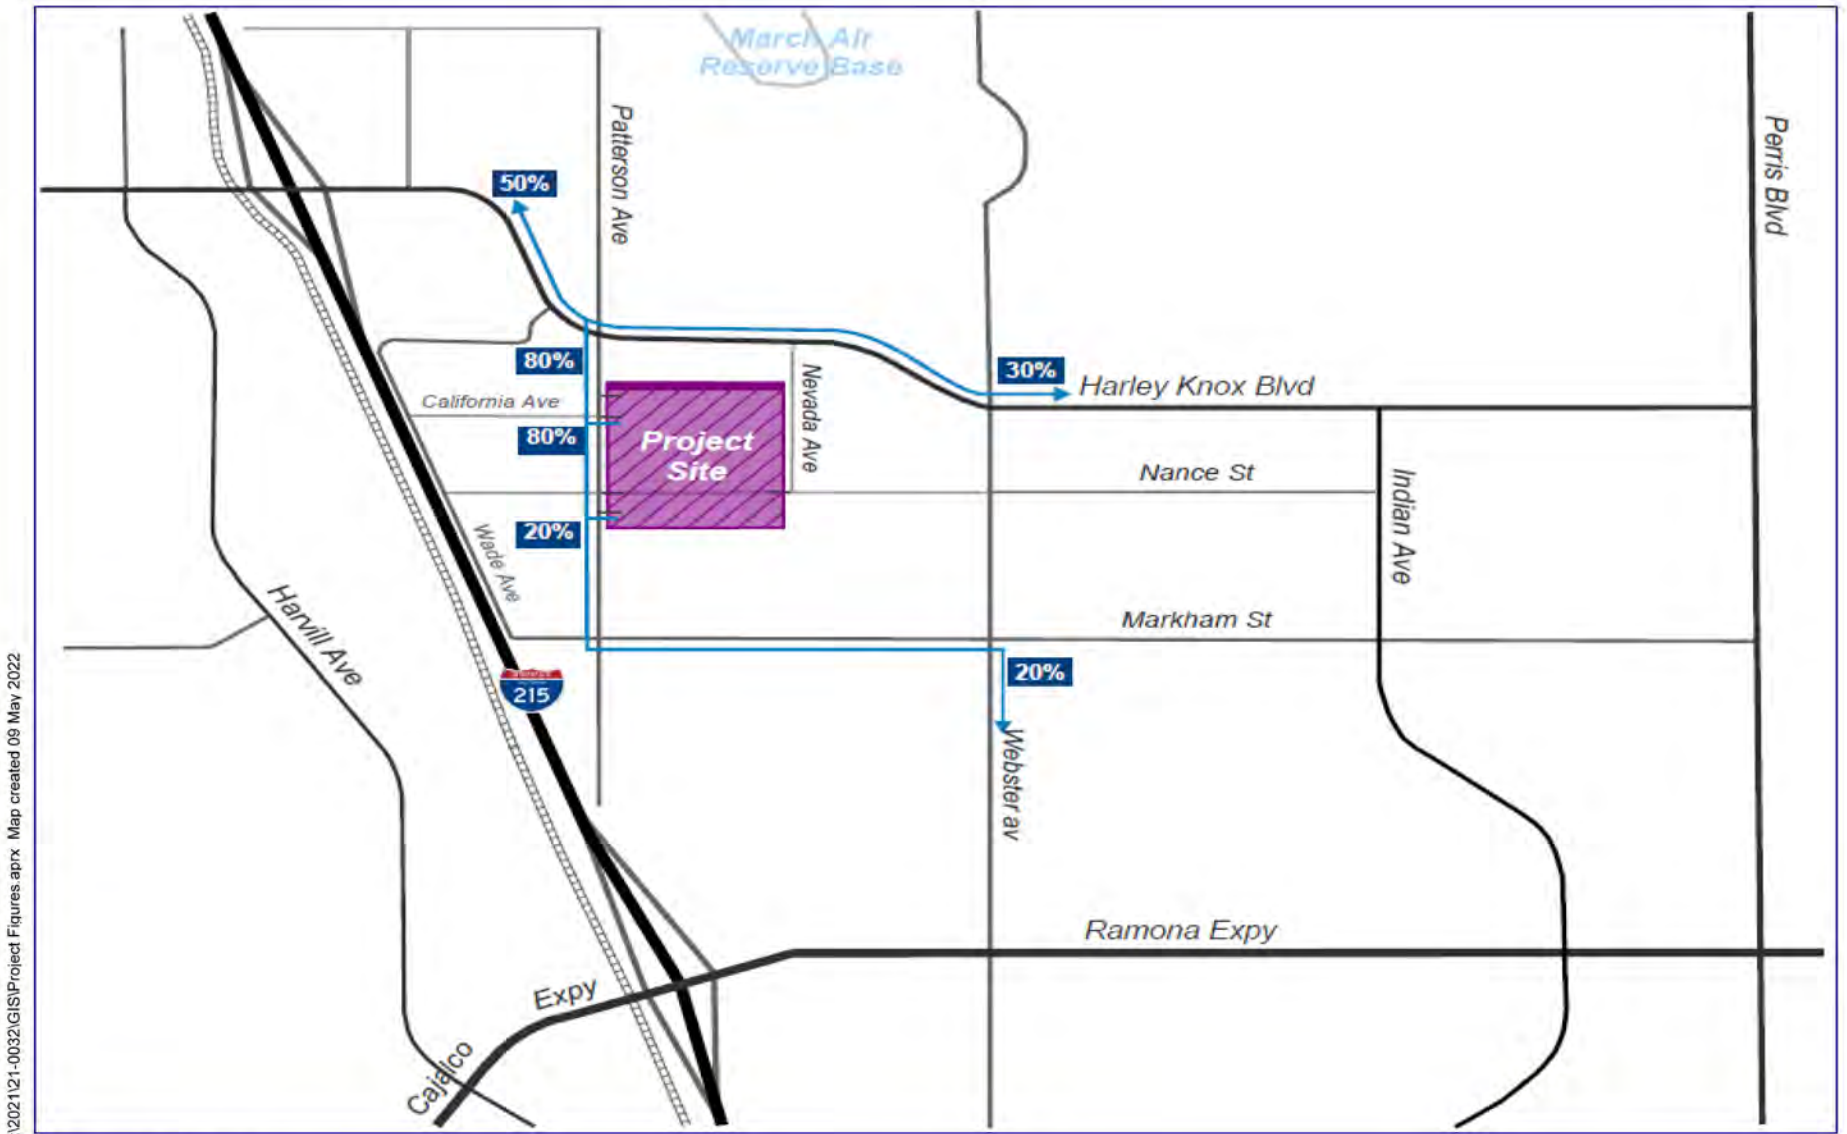 March Air
Reserve Base
Patterson Ave
Perris Blvd
50%
80%
30%
Harley Knox Blvd
California Ave
Nevada Ave
80%
Project
Site
Nance St
Indian Ave
20%
Wade Ave
Harvill Ave
Markham St
215
20%
Webster av
Ramona Expy
Expy
Cajalco
\2021\21-0032\GIS\Project Figures.aprx Map created 09 May 2022